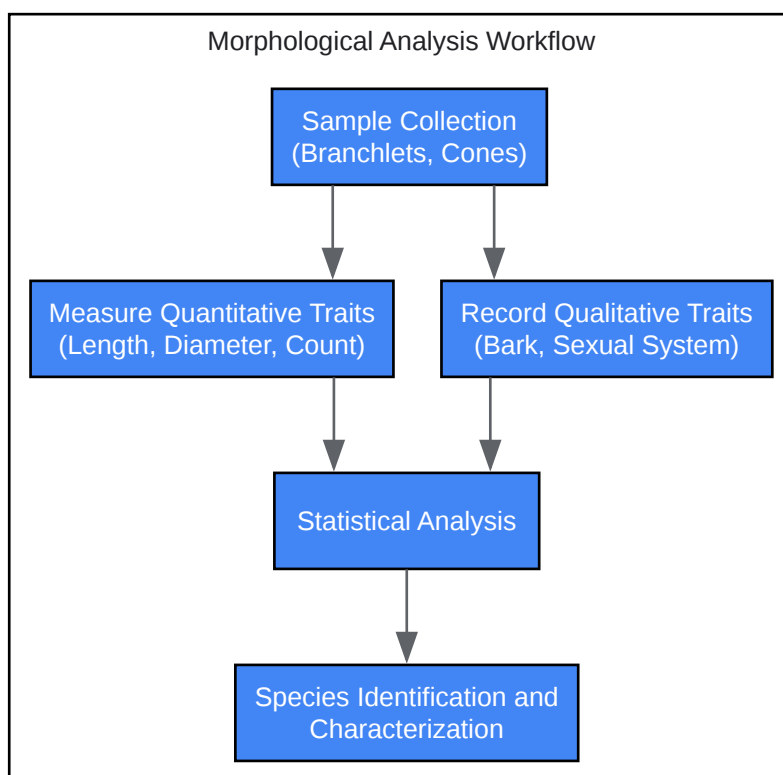 Morphological Analysis Workflow
Sample Collection
(Branchlets, Cones)
Measure Quantitative Traits
(Length, Diameter, Count)
Record Qualitative Traits
(Bark, Sexual System)
Statistical Analysis
Species Identification and
Characterization